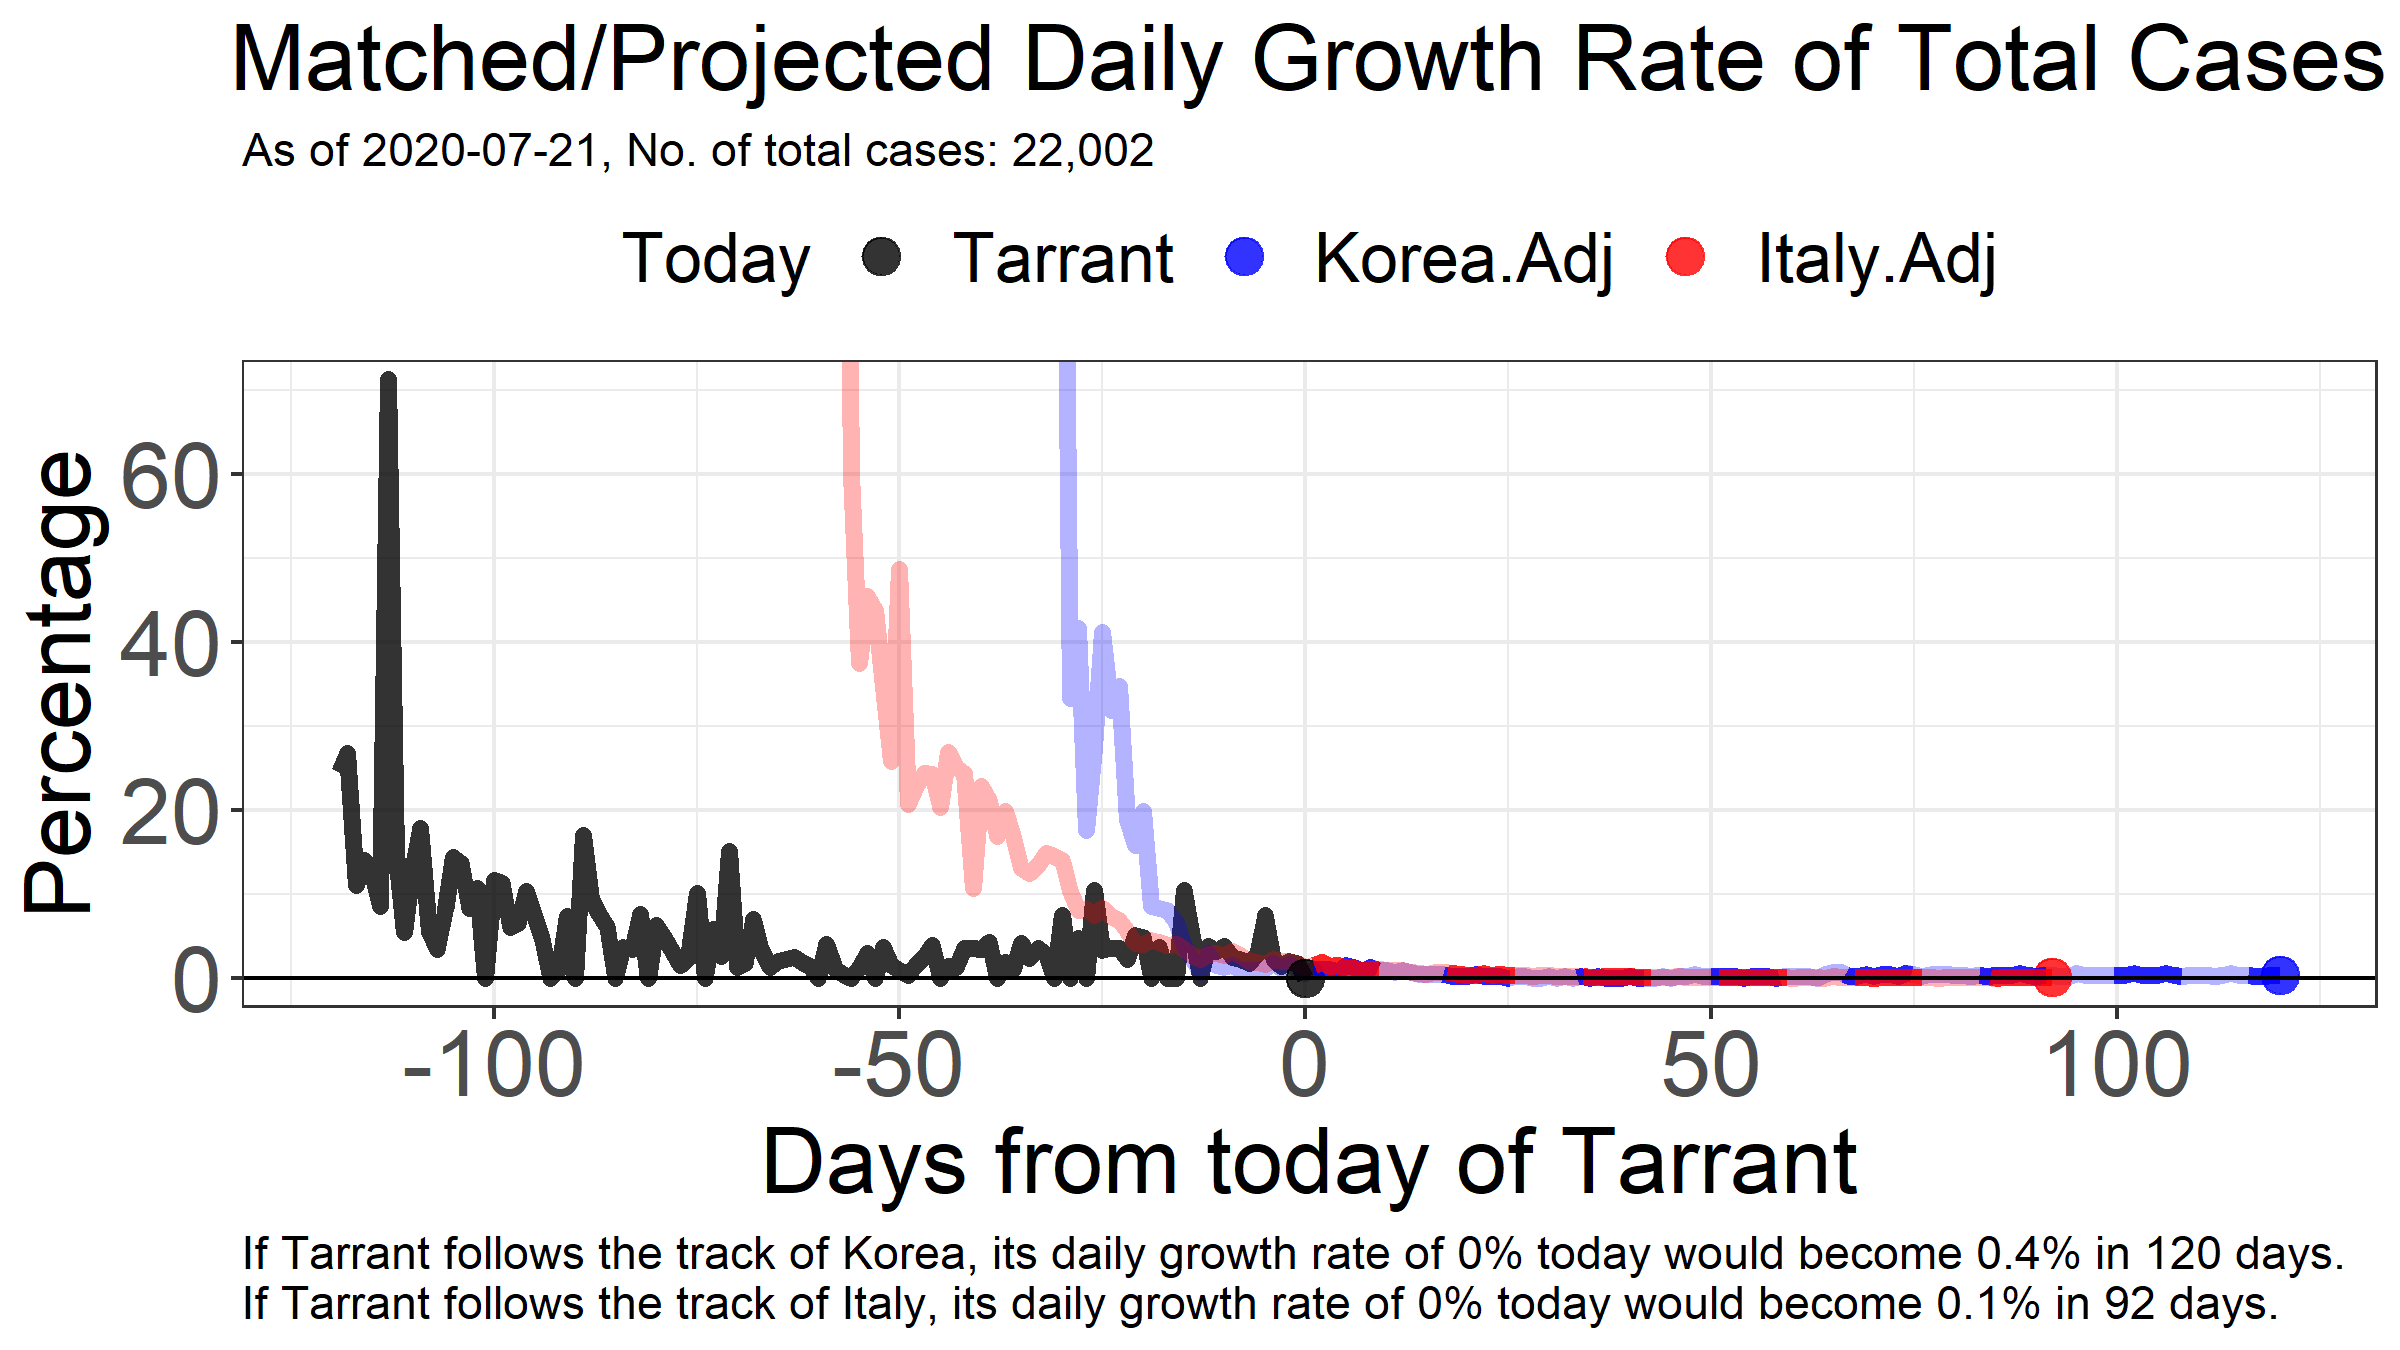 Matched/Projected Daily Growth Rate of Total Cases
As of 2020-07-21, No. of total cases: 22,002
Today Tarrant Korea.Adj Italy.Adj
Percentage
60
40
20
0
-100 -50 0 50 100
Days from today of Tarrant
If Tarrant follows the track of Korea, its daily growth rate of 0% today would become 0.4% in 120 days.
If Tarrant follows the track of Italy, its daily growth rate of 0% today would become 0.1% in 92 days.